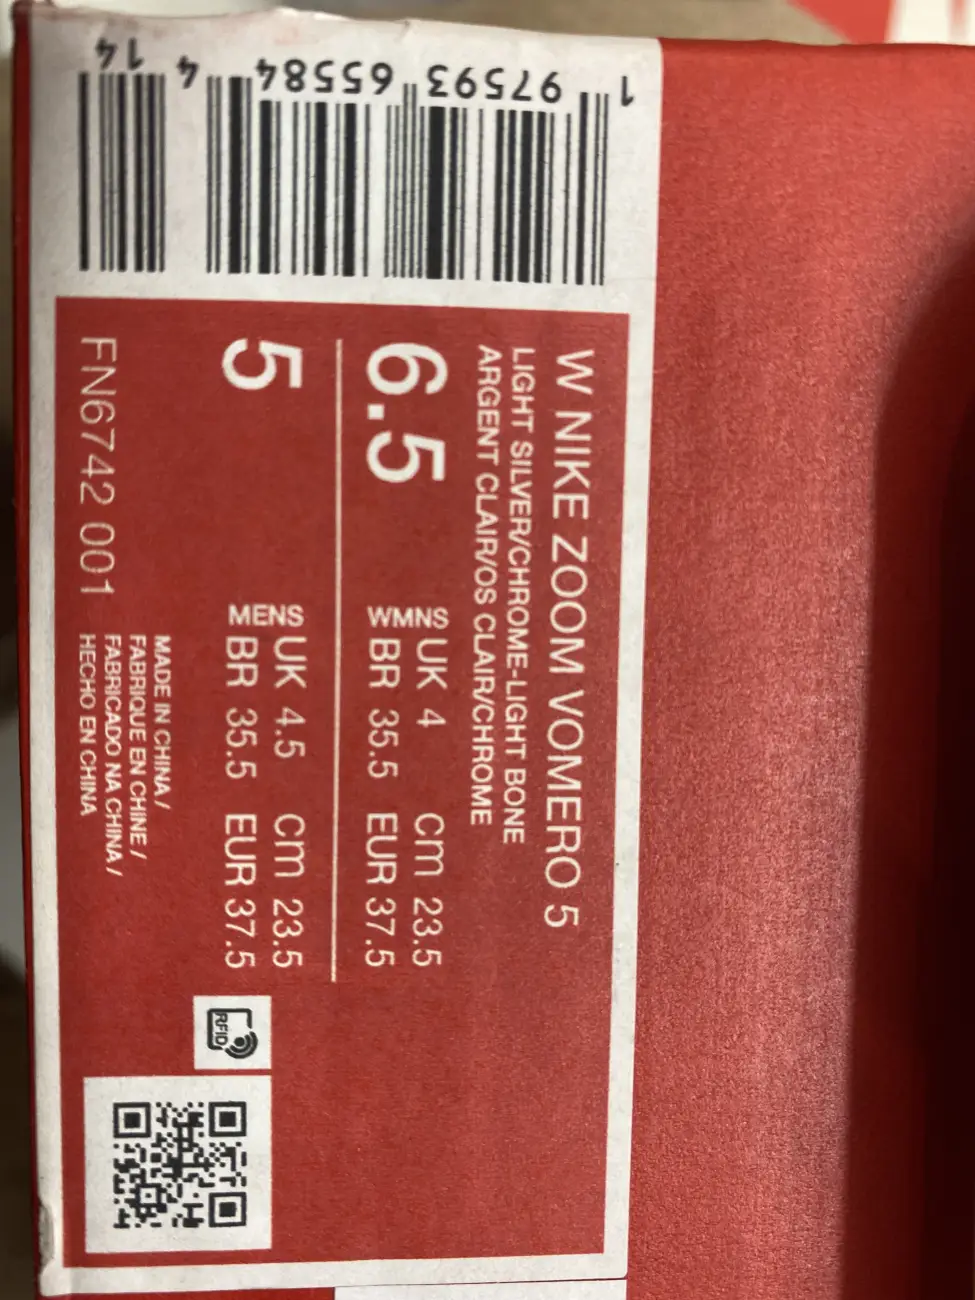 W NIKE ZOOM VOMERO 5
LIGHT SILVER/CHROME-LIGHT BONE
ARGENT CLAIR/OS CLAIR/CHROME
6.5
WMNS
UK 4 cm 23.5
BR 35.5 EUR 37.5
5
MENS
UK 4.5 cm 23.5
BR 35.5 EUR 37.5
FN6742 001
MADE IN CHINA/
FABRIQUE EN CHINE/
FABRICADO NA CHINA/
HECHO EN CHINA
RFID
1 97593 65584 4 14